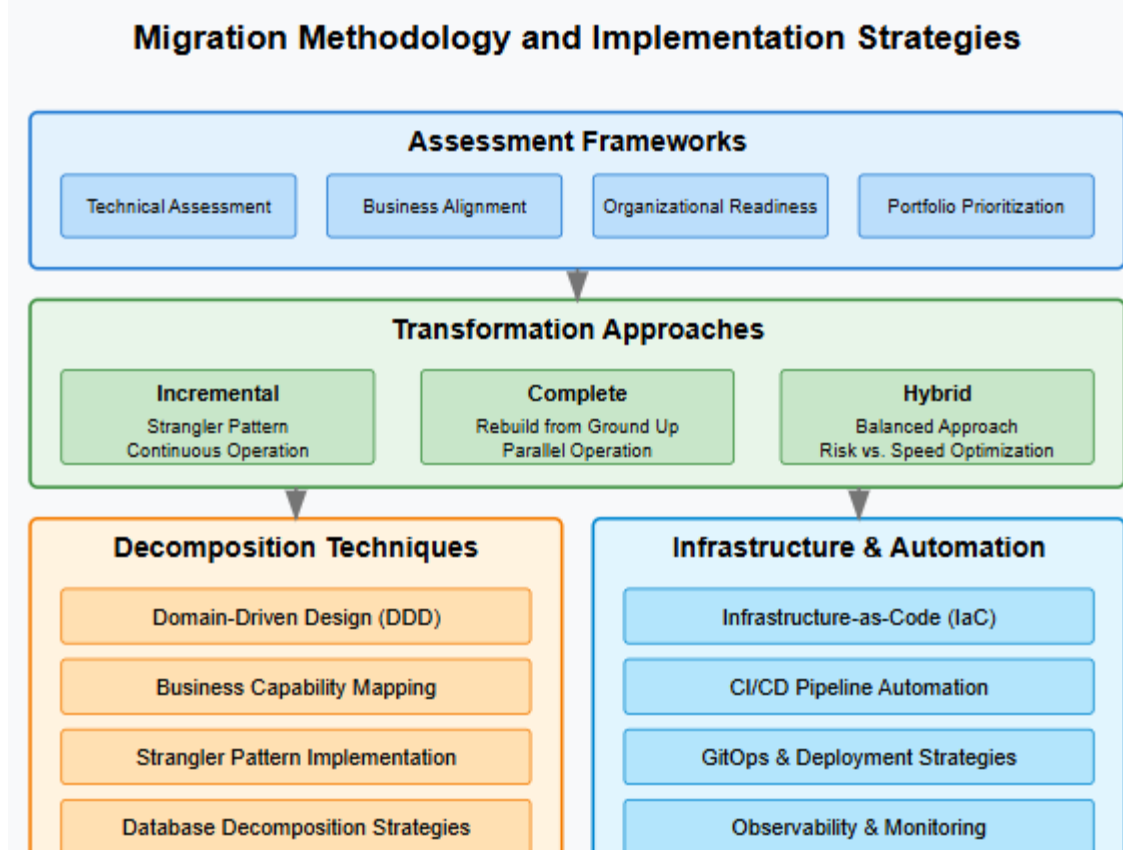 Migration Methodology and Implementation Strategies
Assessment Frameworks
Technical Assessment
Business Alignment
Organizational Readiness
Portfolio Prioritization
Transformation Approaches
Incremental
Strangler Pattern
Continuous Operation
Complete
Rebuild from Ground Up
Parallel Operation
Hybrid
Balanced Approach
Risk vs. Speed Optimization
Decomposition Techniques
Domain-Driven Design (DDD)
Business Capability Mapping
Strangler Pattern Implementation
Database Decomposition Strategies
Infrastructure & Automation
Infrastructure-as-Code (IaC)
CI/CD Pipeline Automation
GitOps & Deployment Strategies
Observability & Monitoring